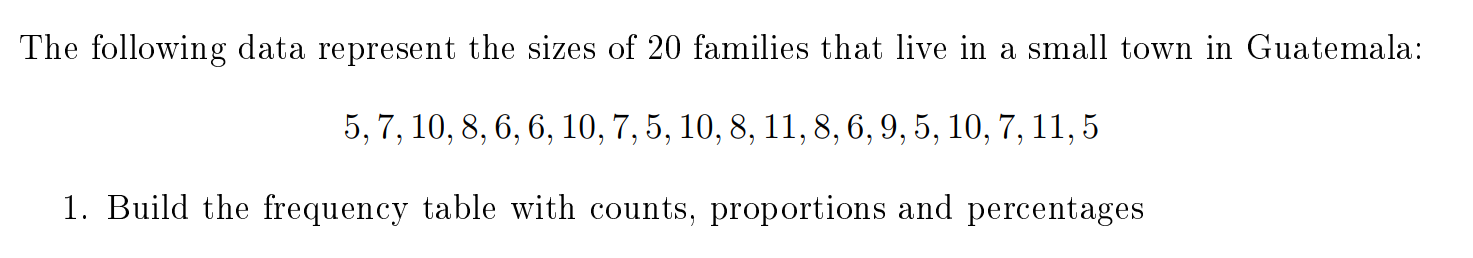 The following data represent the sizes of 20 families that live in a small town in Guatemala:
5, 7, 10, 8, 6, 6, 10, 7, 5, 10, 8, 11, 8, 6, 9, 5, 10, 7, 11, 5
1. Build the frequency table with counts, proportions and percentages